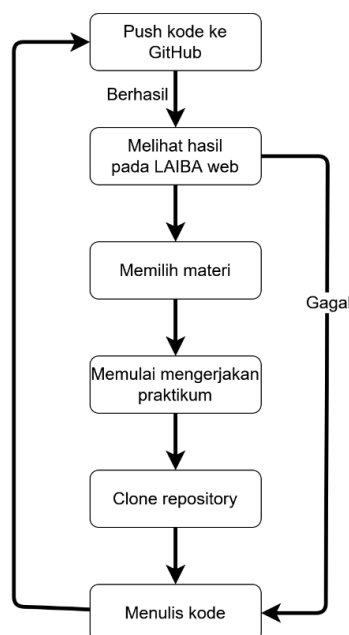 Push kode ke
GitHub
Berhasil
Melihat hasil
pada LAIBA web
Memilih materi
Gagal
Memulai mengerjakan
praktikum
Clone repository
Menulis kode